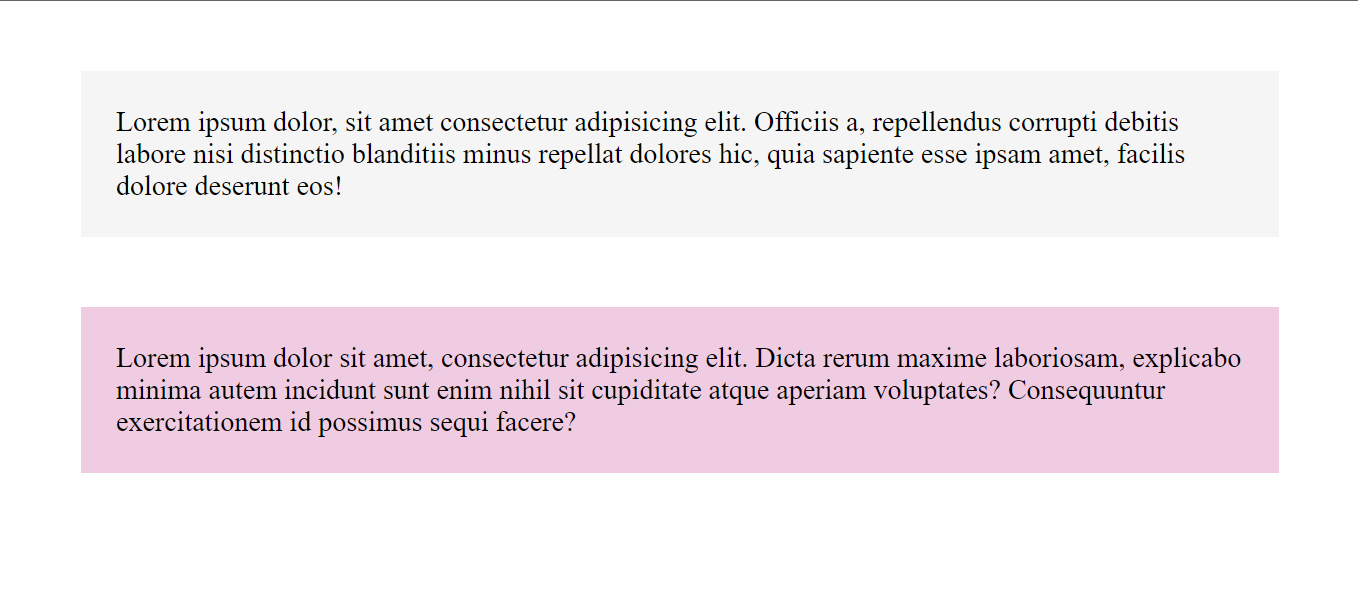 Lorem ipsum dolor, sit amet consectetur adipisicing elit. Officiis a, repellendus corrupti debitis
labore nisi distinctio blanditiis minus repellat dolores hic, quia sapiente esse ipsam amet, facilis
dolore deserunt eos!
Lorem ipsum dolor sit amet, consectetur adipisicing elit. Dicta rerum maxime laboriosam, explicabo
minima autem incidunt sunt enim nihil sit cupiditate atque aperiam voluptates? Consequuntur
exercitationem id possimus sequi facere?